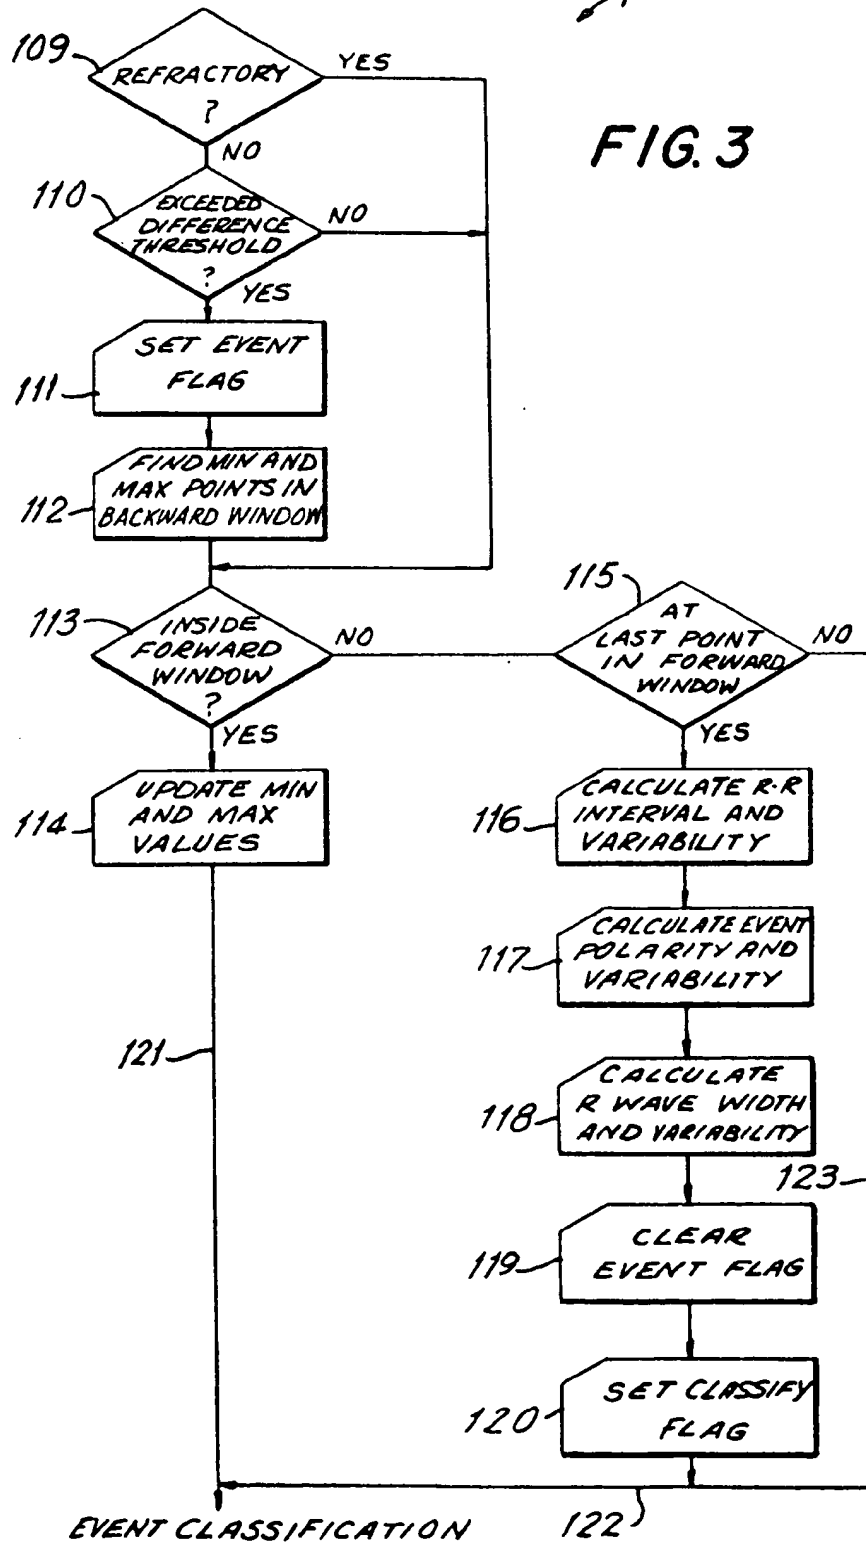 109
REFRACTORY
?
YES
NO
FIG. 3
110
EXCEEDED
DIFFERENCE
THRESHOLD
?
NO
YES
111
SET EVENT
FLAG
112
FIND MIN AND
MAX POINTS IN
BACKWARD WINDOW
113
INSIDE
FORWARD
WINDOW
?
NO
YES
115
AT
LAST POINT
IN FORWARD
WINDOW
NO
YES
114
UPDATE MIN
AND MAX
VALUES
116
CALCULATE R-R
INTERVAL AND
VARIABILITY
117
CALCULATE EVENT
POLARITY AND
VARIABILITY
121
118
CALCULATE
R WAVE WIDTH
AND VARIABILITY
123
119
CLEAR
EVENT FLAG
120
SET CLASSIFY
FLAG
122
EVENT CLASSIFICATION